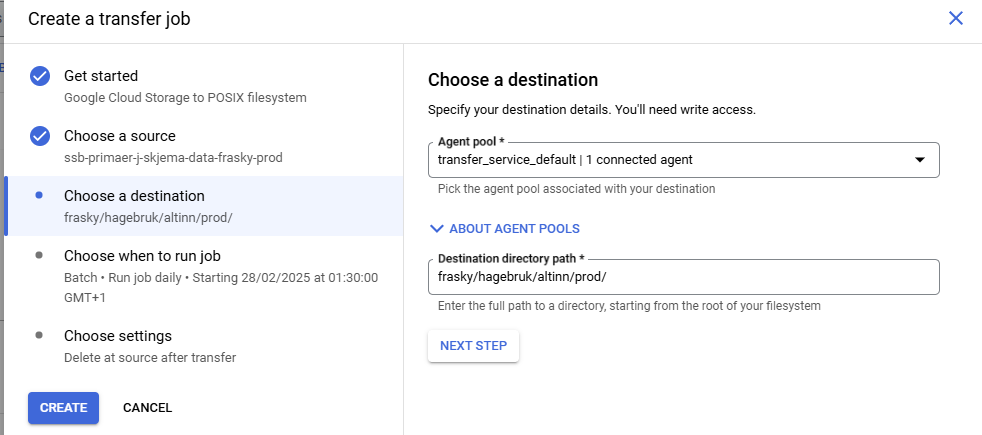 Create a transfer job
Get started
Google Cloud Storage to POSIX filesystem
Choose a source
ssb-primaer-j-skjema-data-frasky-prod
Choose a destination
frasky/hagebruk/altinn/prod/
Choose when to run job
Batch • Run job daily • Starting 28/02/2025 at 01:30:00
GMT+1
Choose settings
Delete at source after transfer
CREATE CANCEL
Choose a destination
Specify your destination details. You'll need write access.
Agent pool *
transfer_service_default | 1 connected agent
Pick the agent pool associated with your destination
ABOUT AGENT POOLS
Destination directory path *
frasky/hagebruk/altinn/prod/
Enter the full path to a directory, starting from the root of your filesystem
NEXT STEP